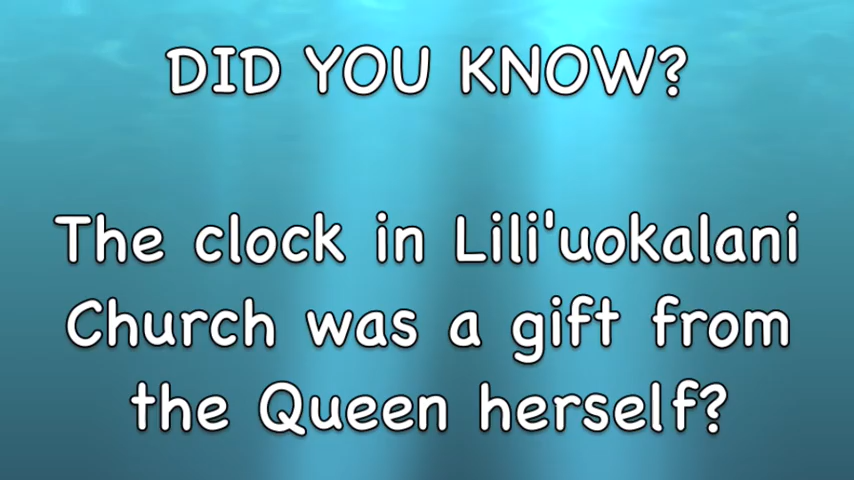 DID YOU KNOW?
The clock in Lili'uokalani
Church was a gift from
the Queen herself?